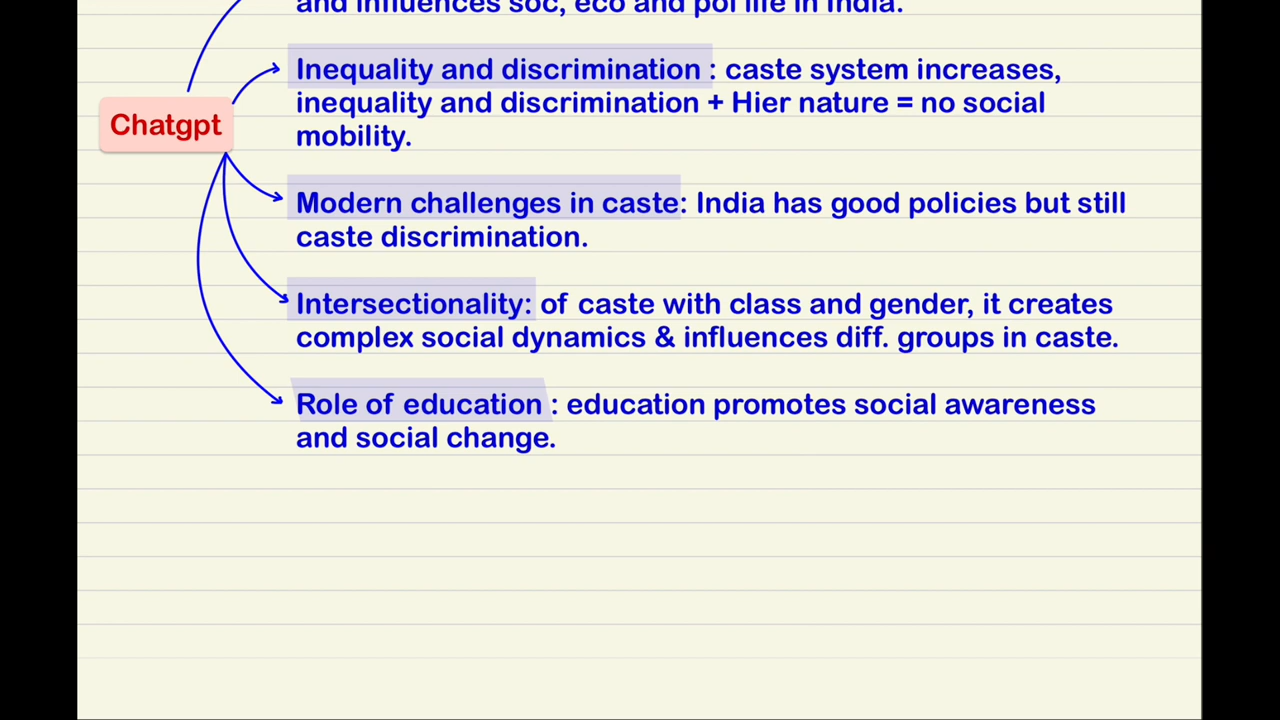 and influences soc, eco and pol life in India.
Inequality and discrimination : caste system increases,
inequality and discrimination + Hier nature = no social
mobility.
Chatgpt
Modern challenges in caste: India has good policies but still
caste discrimination.
Intersectionality: of caste with class and gender, it creates
complex social dynamics & influences diff. groups in caste.
Role of education : education promotes social awareness
and social change.